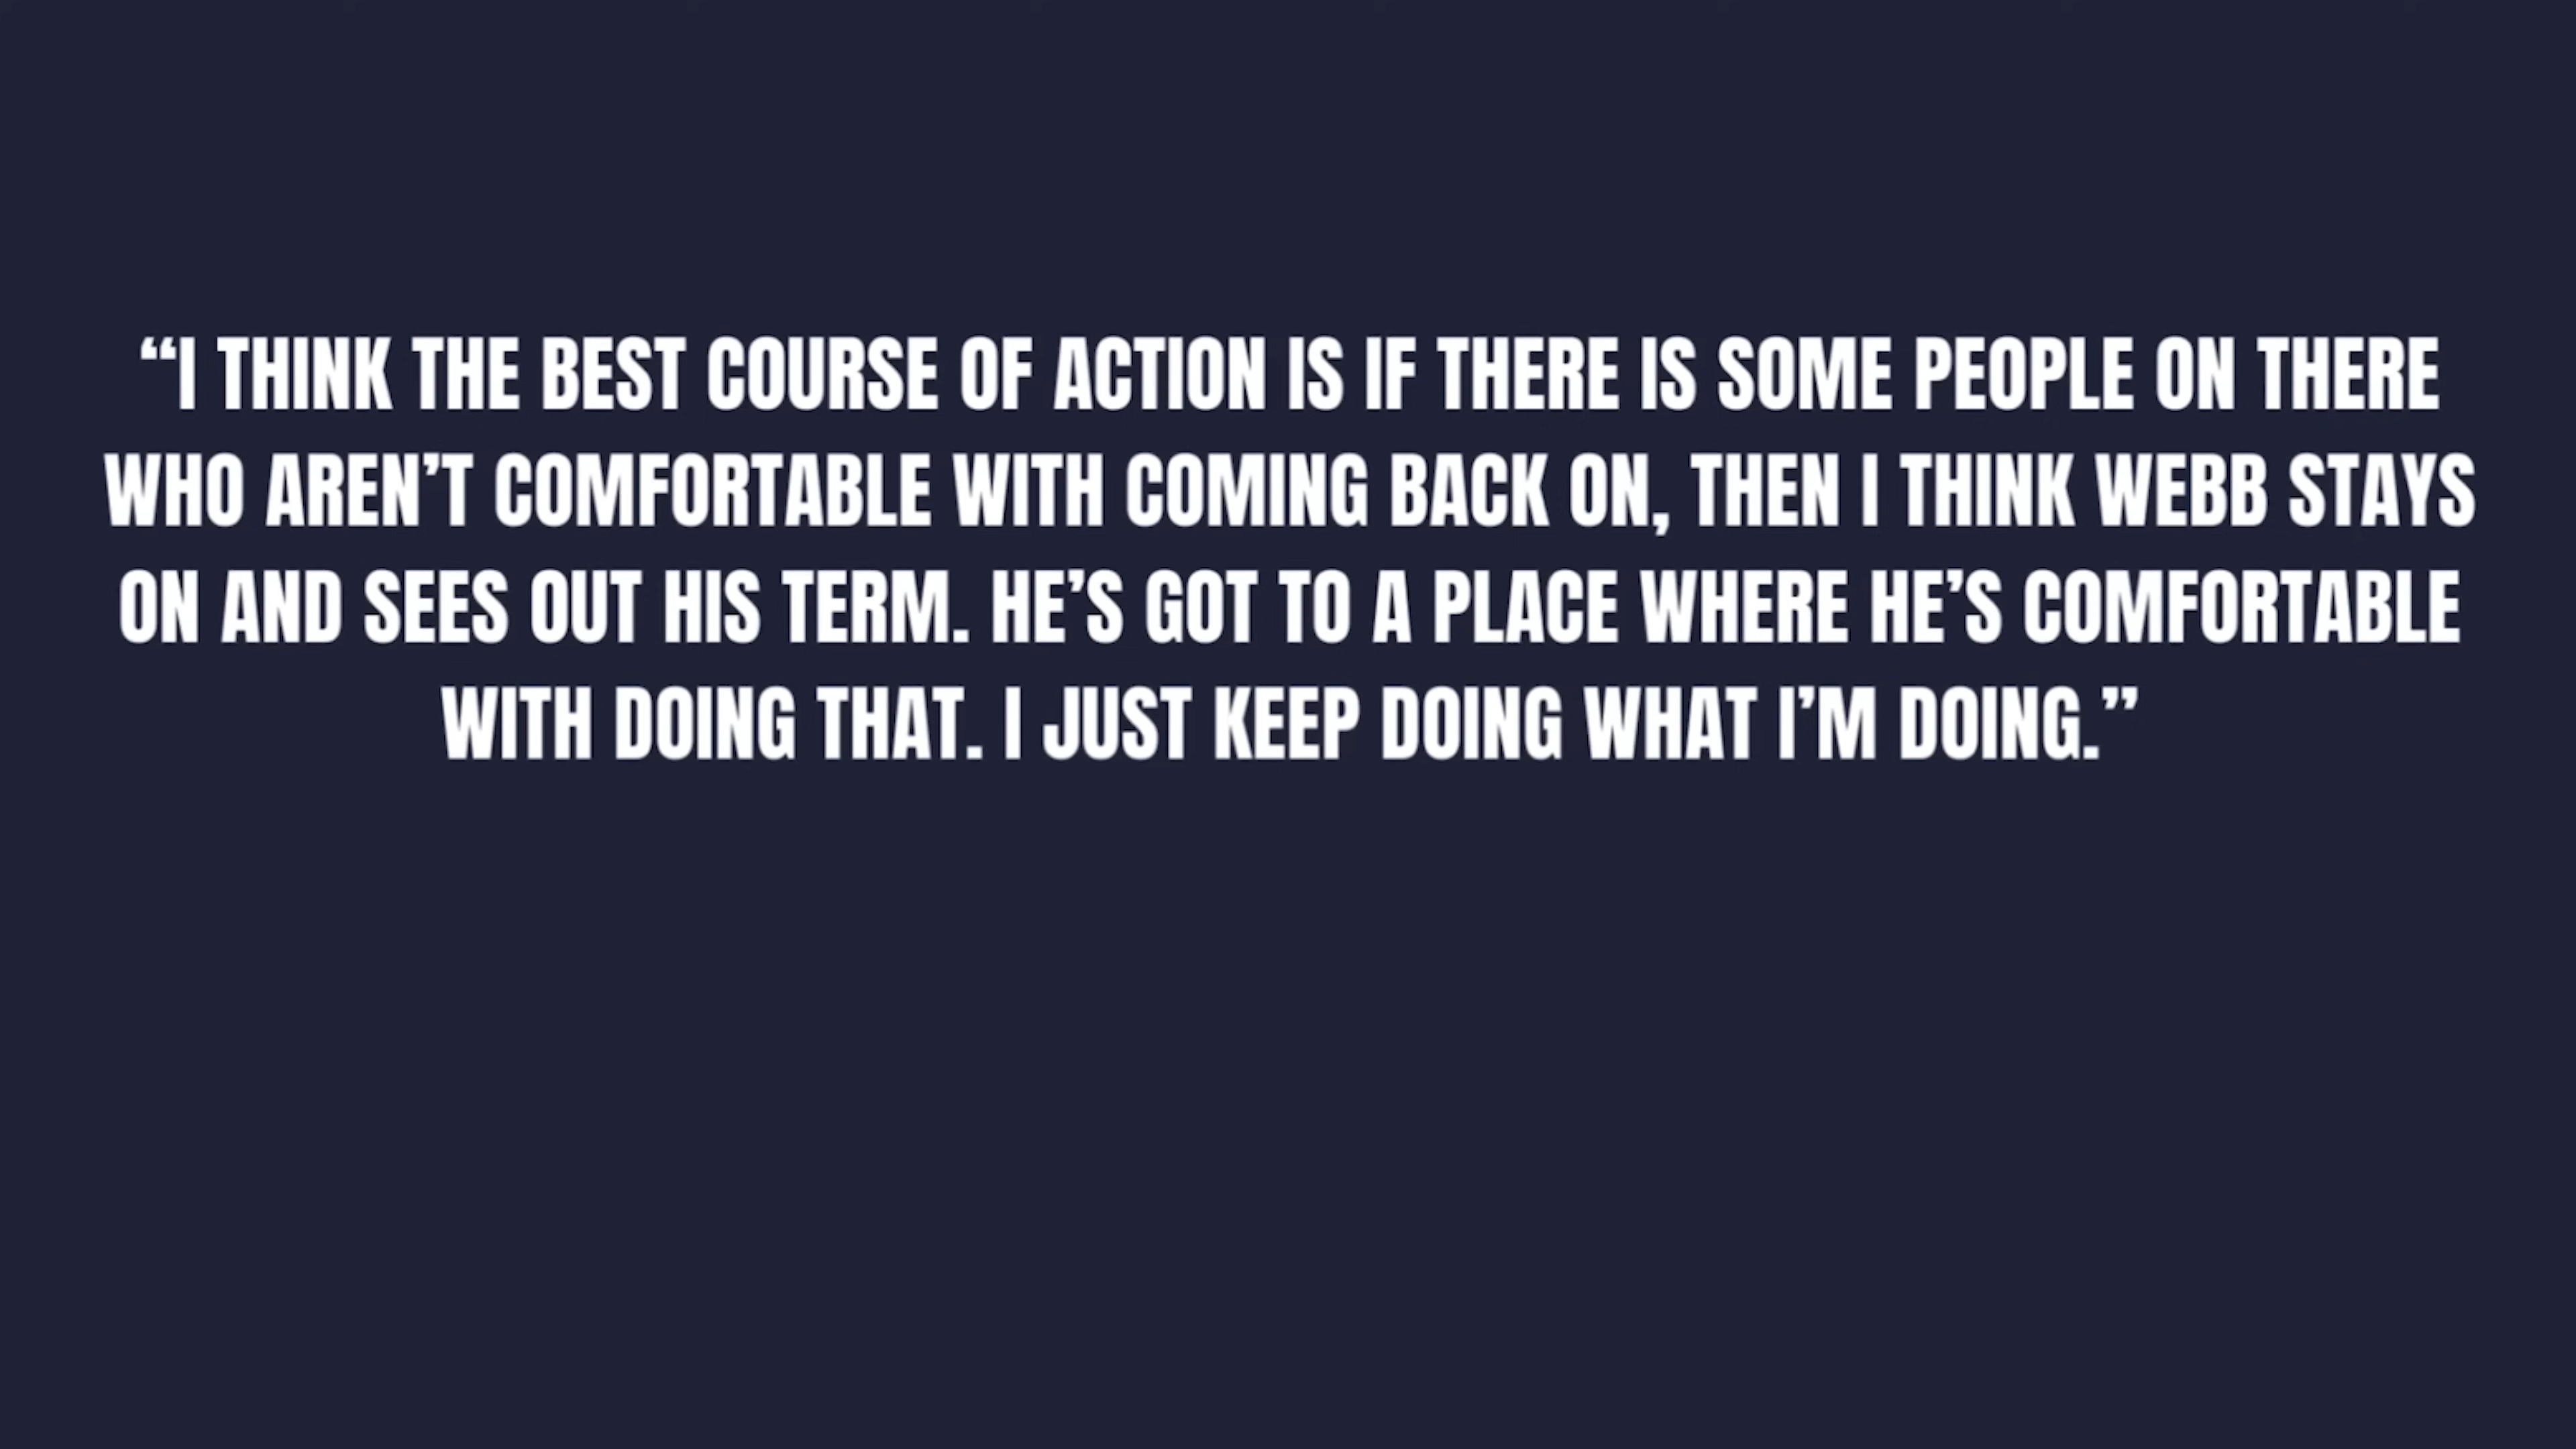 “I THINK THE BEST COURSE OF ACTION IS IF THERE IS SOME PEOPLE ON THERE
WHO AREN’T COMFORTABLE WITH COMING BACK ON, THEN I THINK WEBB STAYS
ON AND SEES OUT HIS TERM. HE’S GOT TO A PLACE WHERE HE’S COMFORTABLE
WITH DOING THAT. I JUST KEEP DOING WHAT I’M DOING.”